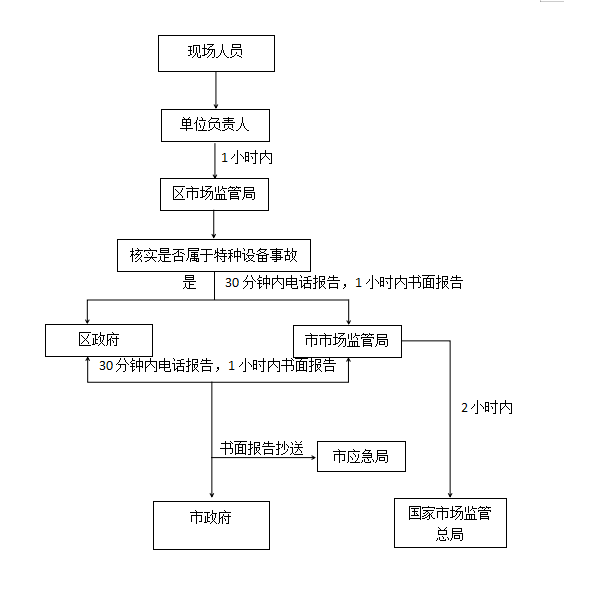 现场人员
单位负责人
1小时内
区市场监管局
核实是否属于特种设备事故
是
30分钟内电话报告，1小时内书面报告
区政府
市市场监管局
30分钟内电话报告，1小时内书面报告
2小时内
书面报告抄送
市应急局
市政府
国家市场监管
总局